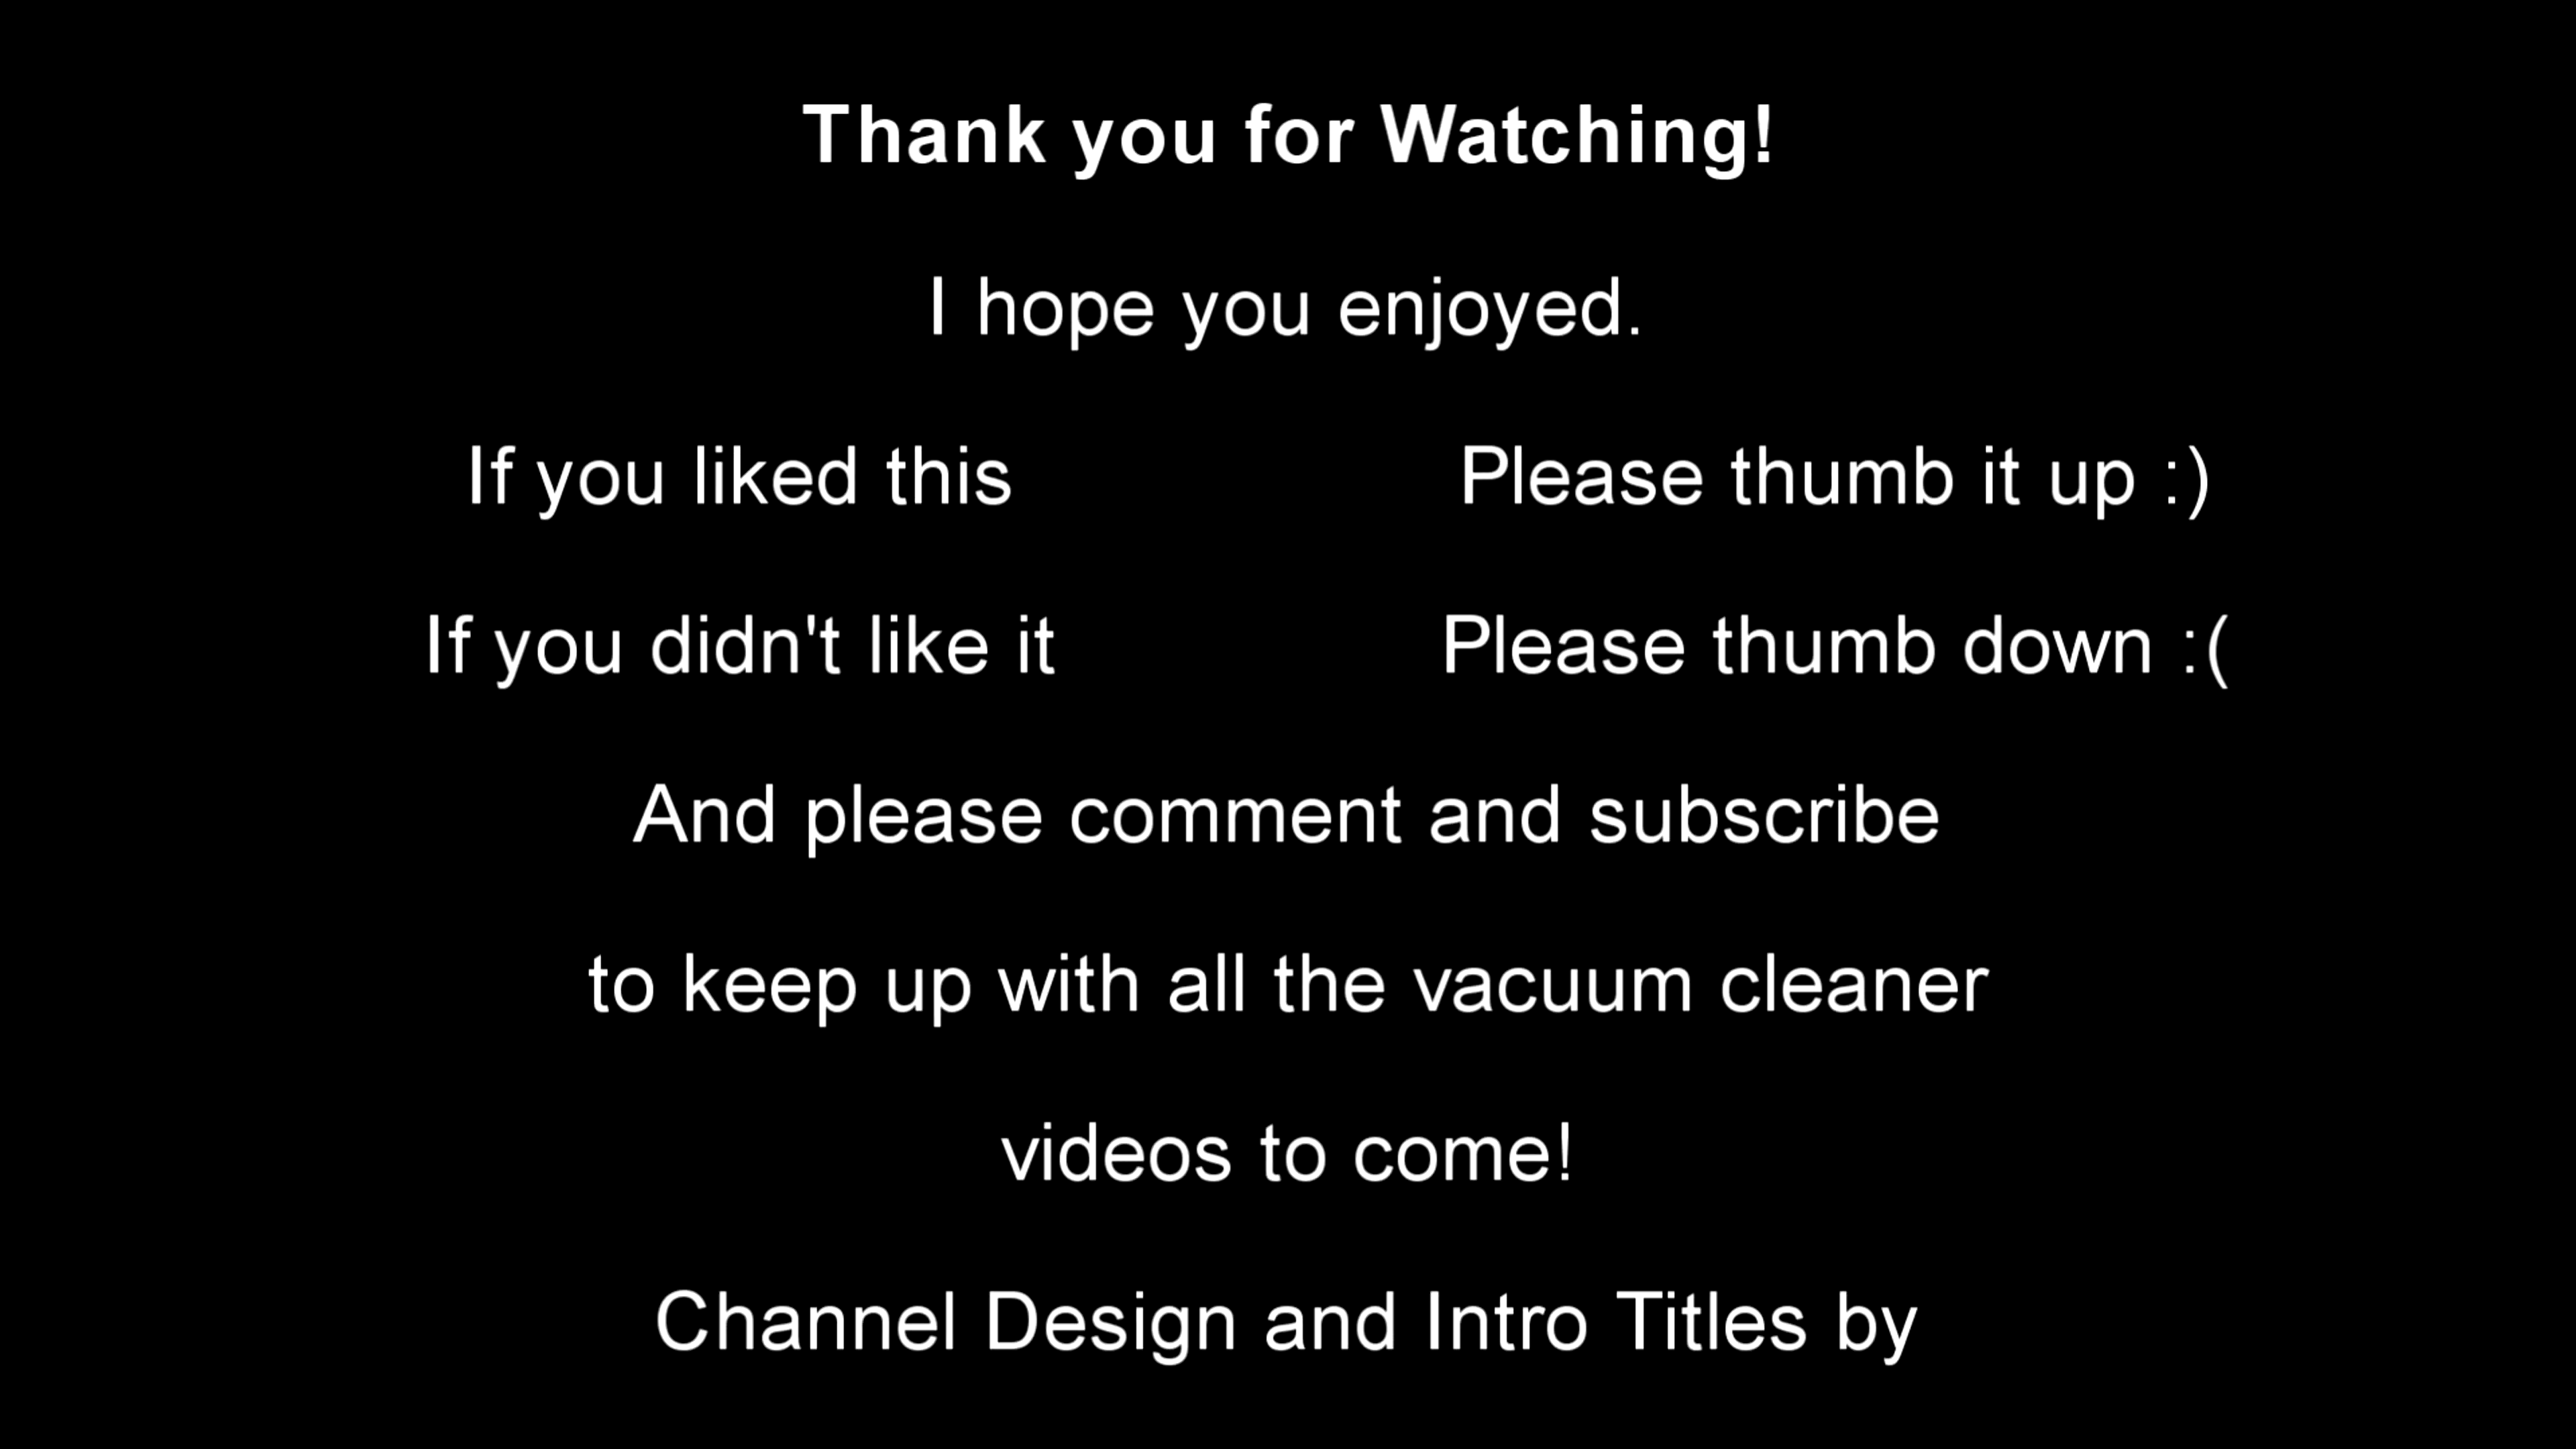 Thank you for Watching!
I hope you enjoyed.
If you liked this Please thumb it up :)
If you didn't like it Please thumb down :(
And please comment and subscribe
to keep up with all the vacuum cleaner
videos to come!
Channel Design and Intro Titles by